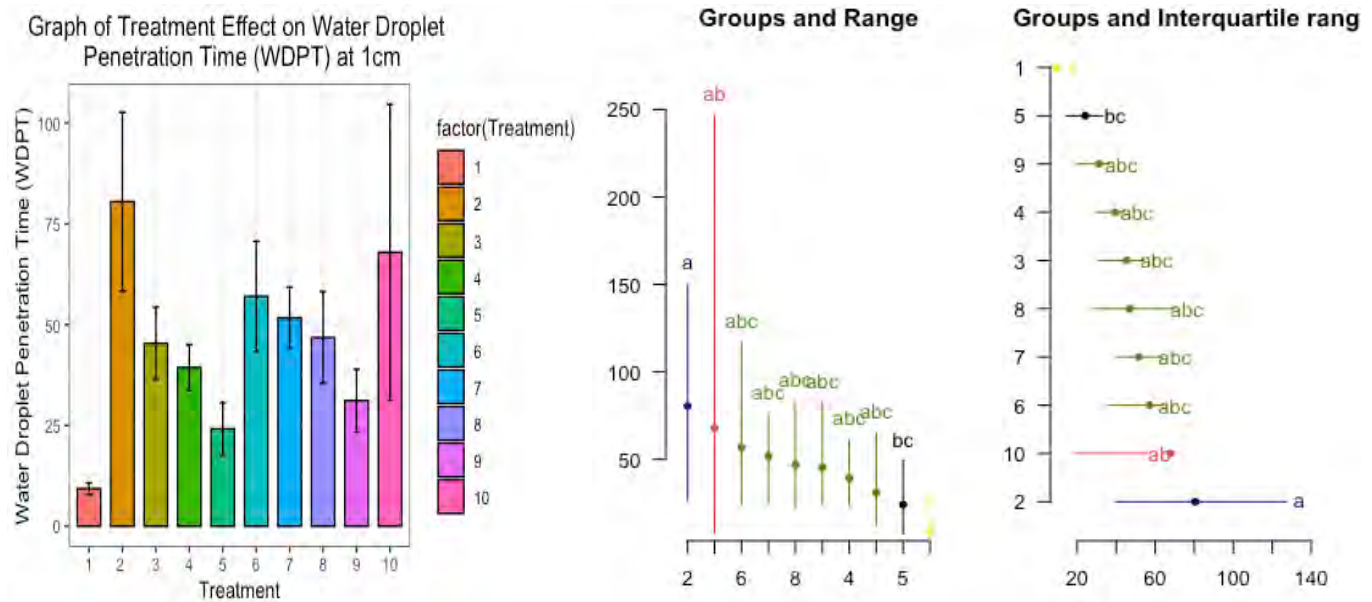 Graph of Treatment Effect on Water Droplet
Penetration Time (WDPT) at 1cm
Water Droplet Penetration Time (WDPT)
100
75
50
25
0
1 2 3 4 5 6 7 8 9 10
Treatment
factor(Treatment)
1
2
3
4
5
6
7
8
9
10
Groups and Range
250
200
150
100
50
a
ab
abc
abc
abc
abc
abc
abc
bc
2 6 8 4 5
Groups and Interquartile rang
1
5
bc
9
abc
4
abc
3
abc
8
abc
7
abc
6
abc
10
ab
2
a
20 60 100 140